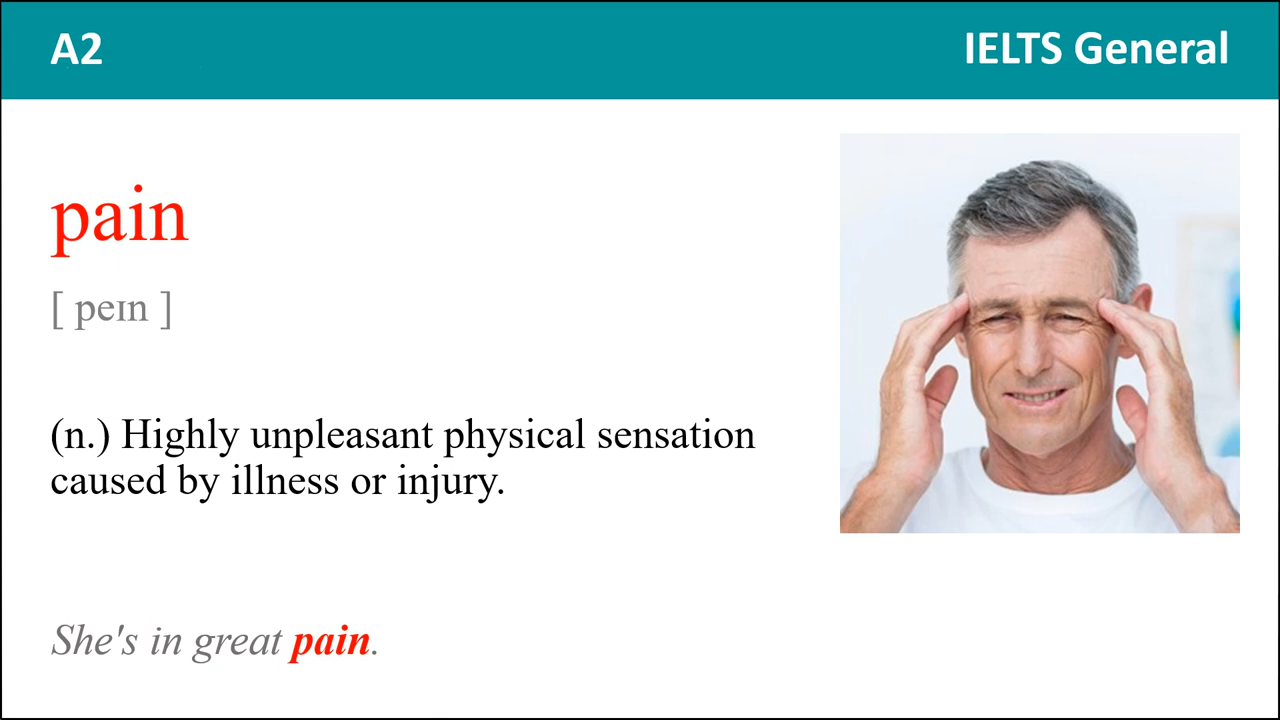 A2
IELTS General
pain
[ peɪn ]
(n.) Highly unpleasant physical sensation
caused by illness or injury.
She's in great pain.